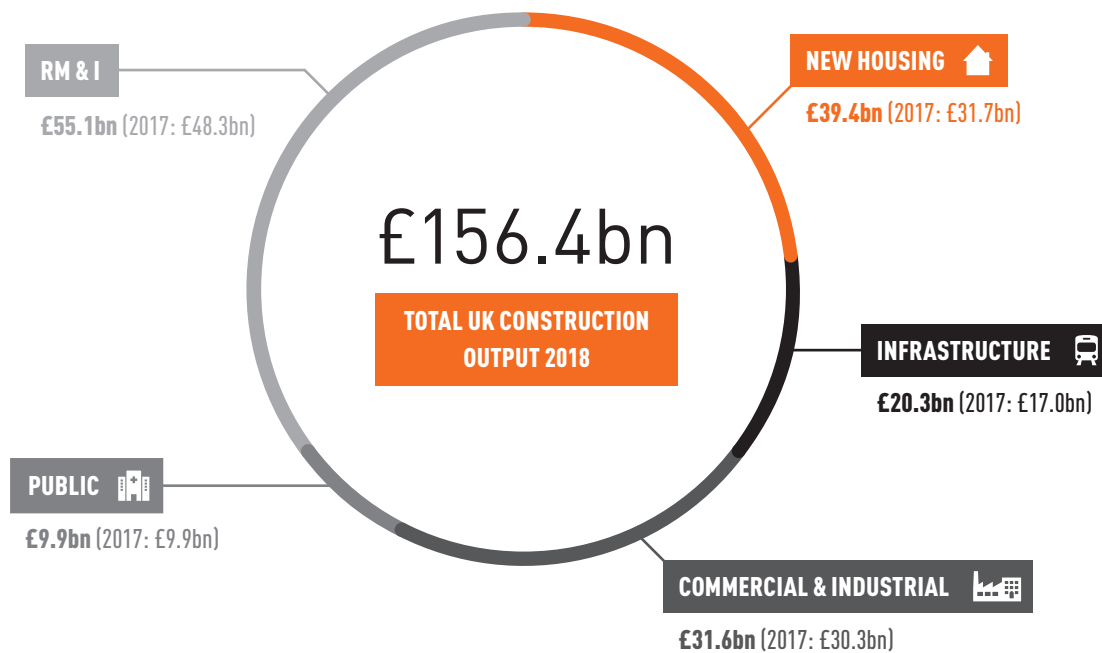 RM & I
£55.1bn (2017: £48.3bn)
NEW HOUSING
£39.4bn (2017: £31.7bn)
£156.4bn
TOTAL UK CONSTRUCTION
OUTPUT 2018
INFRASTRUCTURE
£20.3bn (2017: £17.0bn)
PUBLIC
£9.9bn (2017: £9.9bn)
COMMERCIAL & INDUSTRIAL
£31.6bn (2017: £30.3bn)